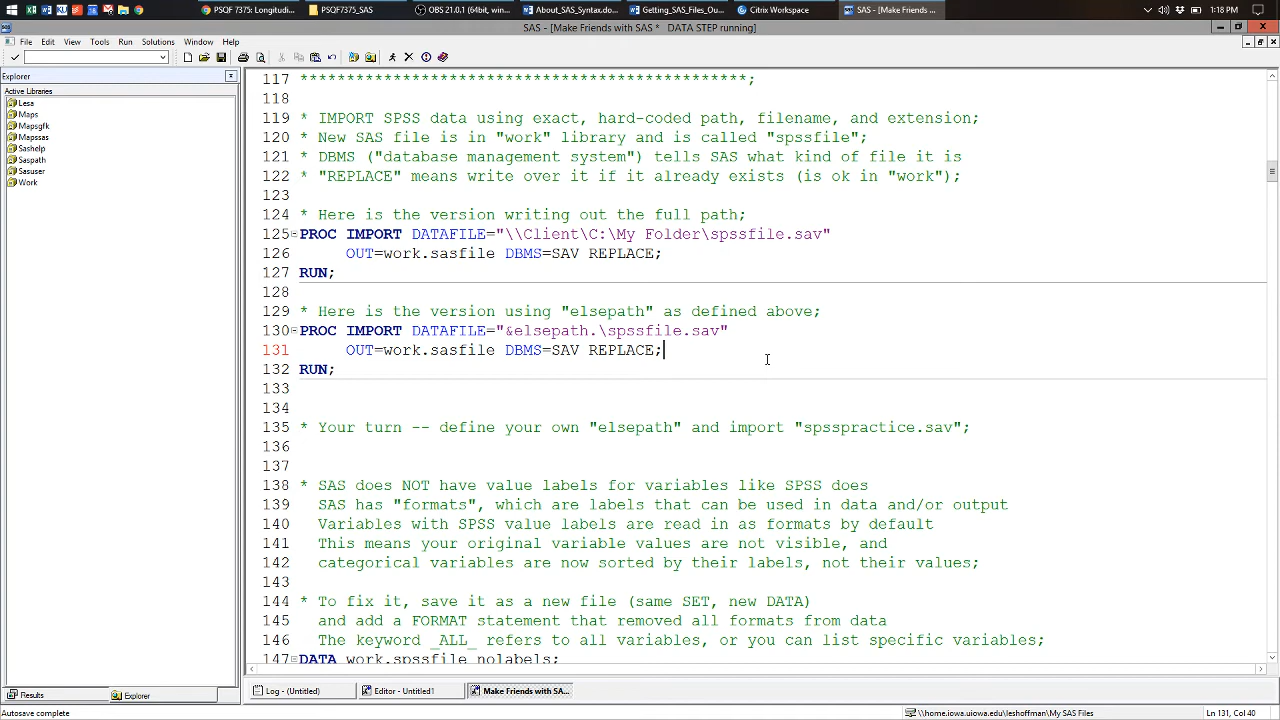 PSQF 7375: Longitudi...
PSQF7375_SAS
OBS 21.0.1 (64bit, win...
About_SAS_Syntax.do...
Getting_SAS_Files_Ou...
Citrix Workspace
SAS - [Make Friends ...
1:18 PM
SAS - [Make Friends with SAS * DATA STEP running]
File Edit View Tools Run Solutions Window Help
Explorer
Active Libraries
Lesa
Maps
Mapsgfk
Mapssas
Sashelp
Saspath
Sasuser
Work
117 ************************************************;
118
119 * IMPORT SPSS data using exact, hard-coded path, filename, and extension;
120 * New SAS file is in "work" library and is called "spssfile";
121 * DBMS ("database management system") tells SAS what kind of file it is
122 * "REPLACE" means write over it if it already exists (is ok in "work");
123
124 * Here is the version writing out the full path;
125 PROC IMPORT DATAFILE="\\Client\C:\My Folder\spssfile.sav"
126 OUT=work.sasfile DBMS=SAV REPLACE;
127 RUN;
128
129 * Here is the version using "elsepath" as defined above;
130 PROC IMPORT DATAFILE="&elsepath.\spssfile.sav"
131 OUT=work.sasfile DBMS=SAV REPLACE;
132 RUN;
133
134
135 * Your turn -- define your own "elsepath" and import "spsspractice.sav";
136
137
138 * SAS does NOT have value labels for variables like SPSS does
139 SAS has "formats", which are labels that can be used in data and/or output
140 Variables with SPSS value labels are read in as formats by default
141 This means your original variable values are not visible, and
142 categorical variables are now sorted by their labels, not their values;
143
144 * To fix it, save it as a new file (same SET, new DATA)
145 and add a FORMAT statement that removed all formats from data
146 The keyword _ALL_ refers to all variables, or you can list specific variables;
147 DATA work.spssfile_nolabels;
Results
Explorer
Log - (Untitled)
Editor - Untitled1
Make Friends with SA...
Autosave complete
\\home.iowa.uiowa.edu\leshoffman\My SAS Files
Ln 131, Col 40